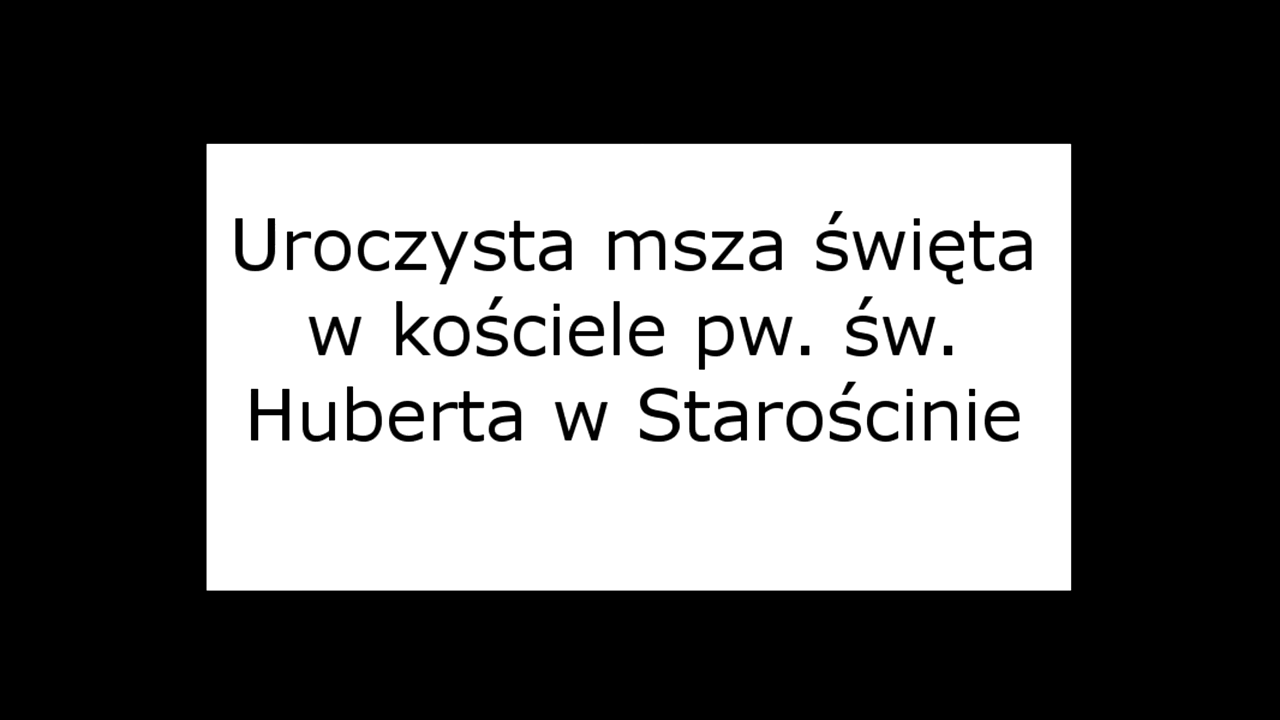 Uroczysta msza święta
w kościele pw. św.
Huberta w Starościnie